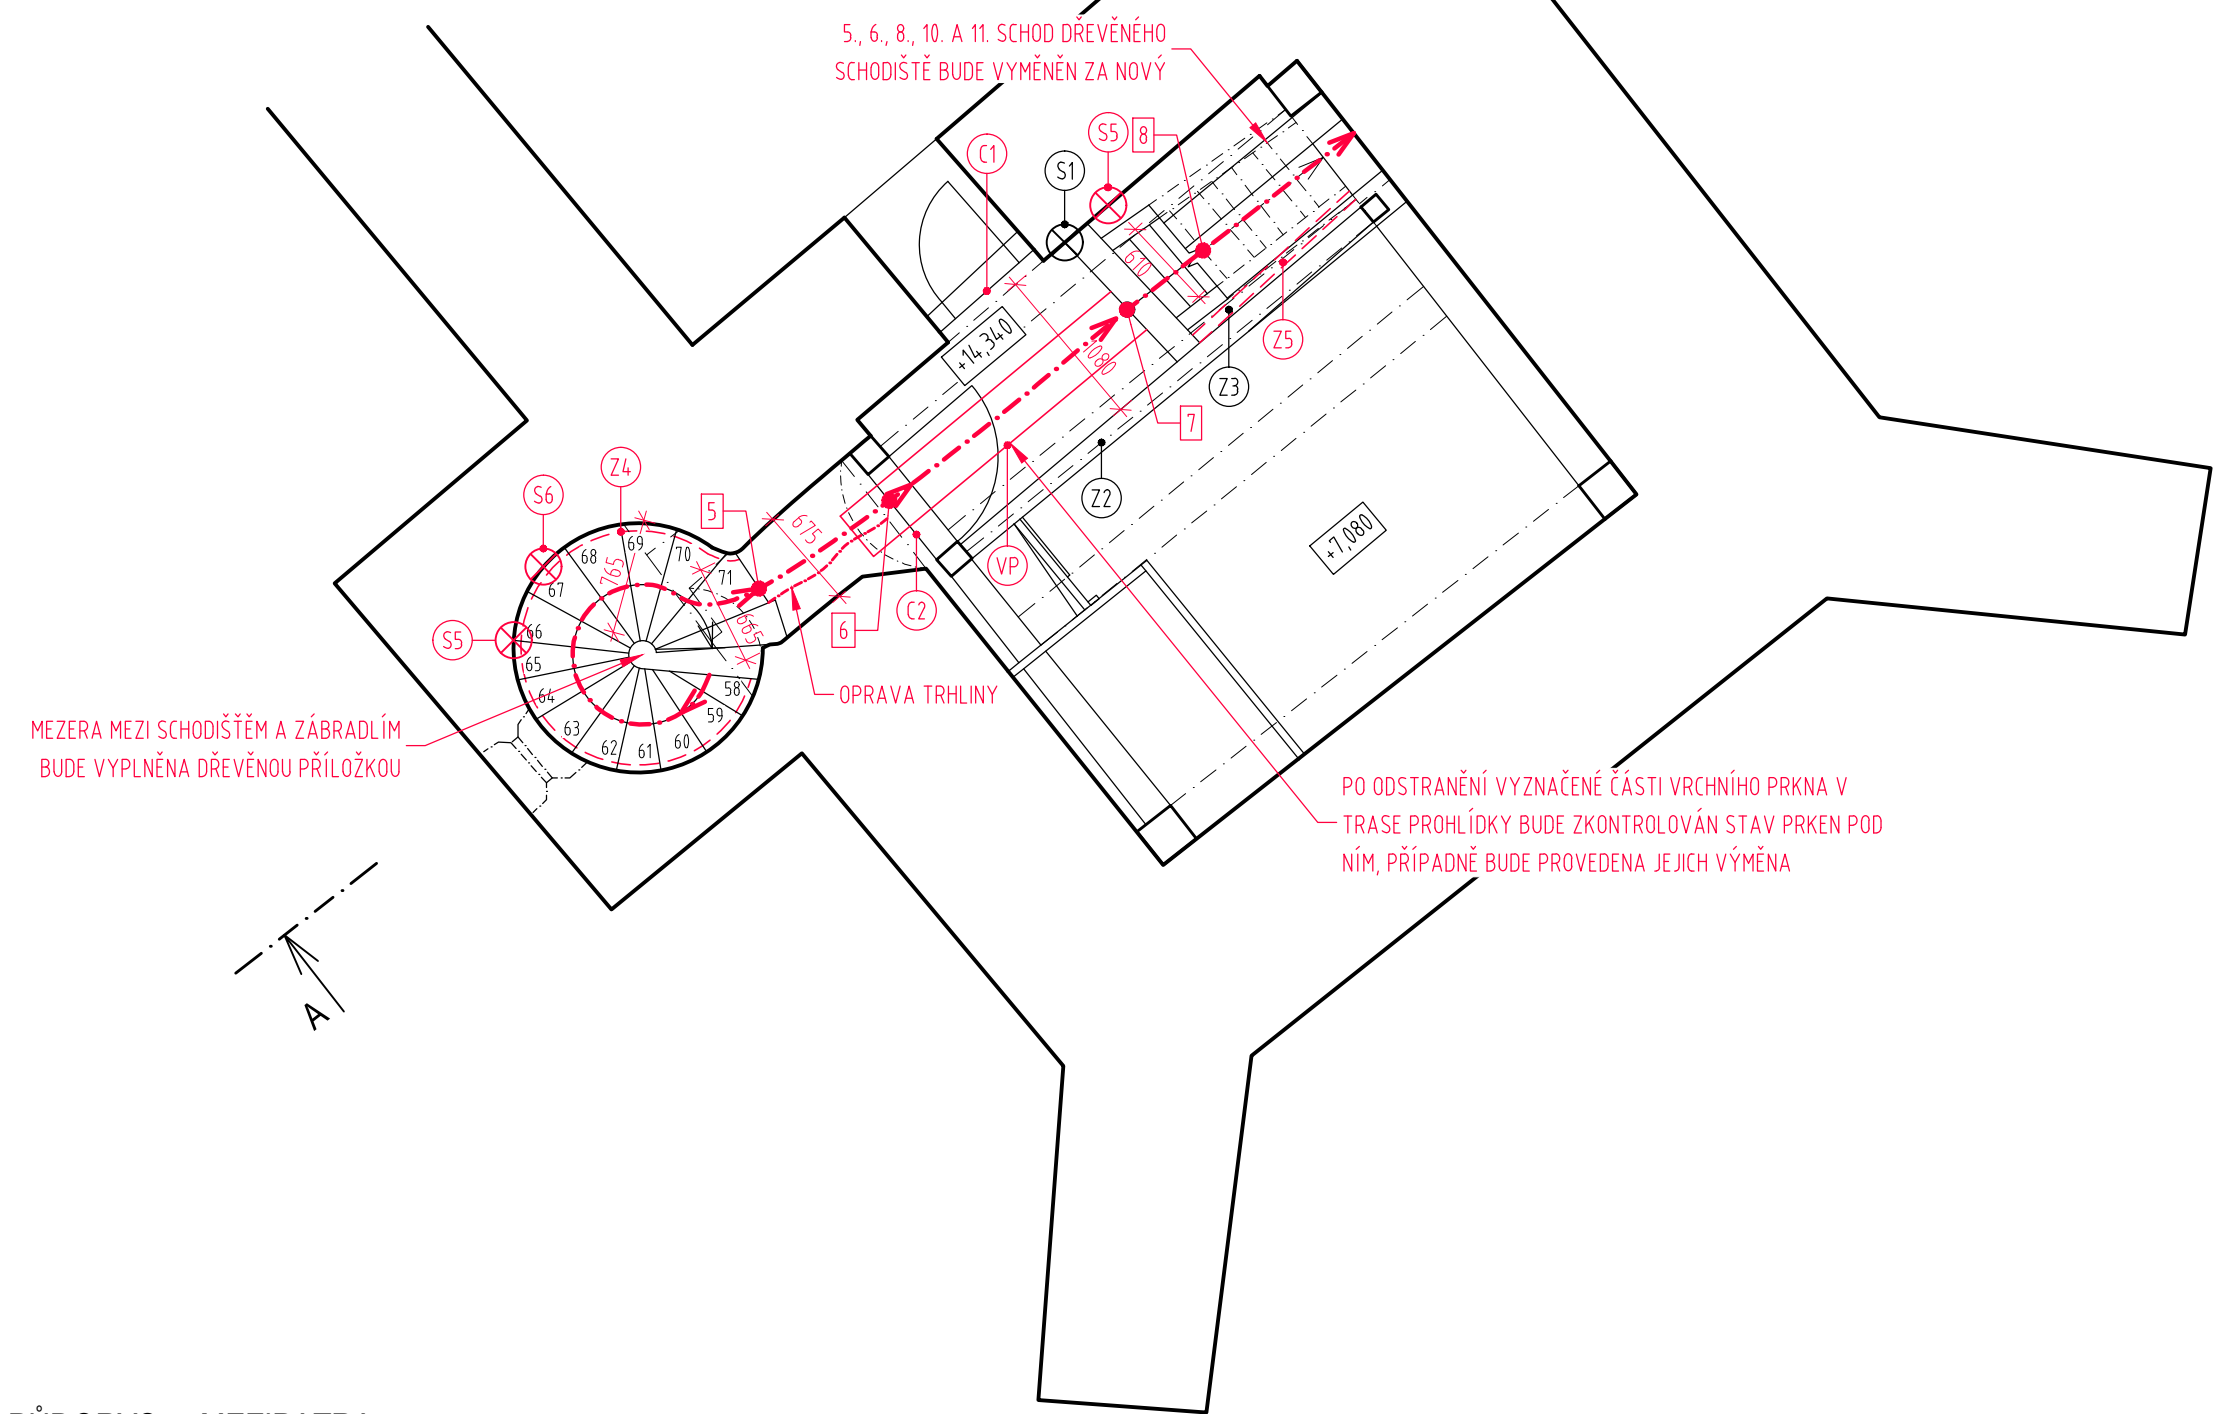 5., 6., 8., 10. A 11. SCHOD DŘEVĚNÉHO
SCHODIŠTĚ BUDE VYMĚNĚN ZA NOVÝ
S5
8
C1
S1
610
+14,340
1080
Z5
Z3
7
Z2
Z4
S6
5
675
69
68
70
765
71
67
VP
+7,080
C2
6
665
S5
66
65
64
63
62
61
60
59
58
OPRAVA TRHLINY
MEZERA MEZI SCHODIŠŤĚM A ZÁBRADLÍM
BUDE VYPLNĚNA DŘEVĚNOU PŘÍLOŽKOU
PO ODSTRANĚNÍ VYZNAČENÉ ČÁSTI VRCHNÍHO PRKNA V
TRASE PROHLÍDKY BUDE ZKONTROLOVÁN STAV PRKEN POD
NÍM, PŘÍPADNĚ BUDE PROVEDENA JEJICH VÝMĚNA
A